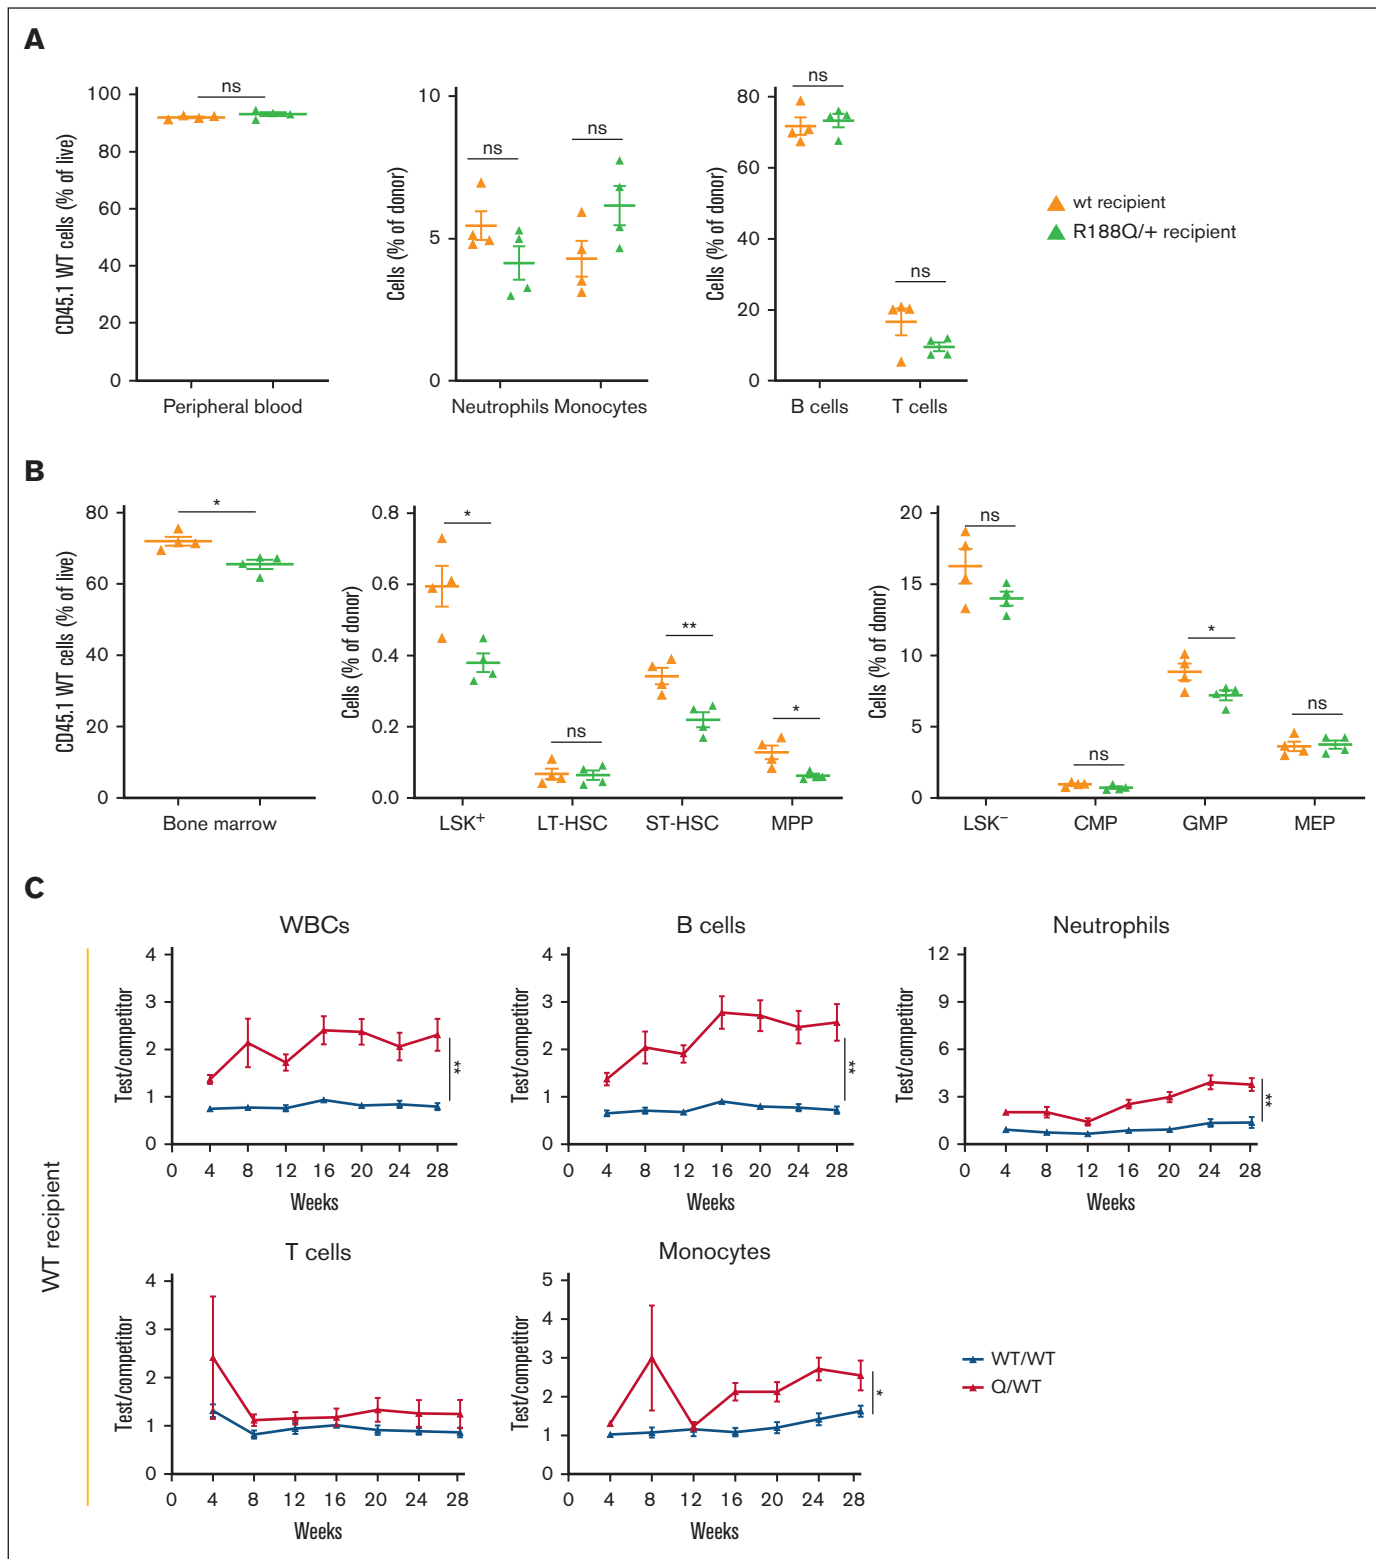 A
ns
ns
ns
ns
ns
100
80
60
40
20
0
CD45.1 WT cells (% of live)
Peripheral blood
10
5
0
Cells (% of donor)
Neutrophils Monocytes
80
60
40
20
0
Cells (% of donor)
B cells T cells
wt recipient
R188Q/+ recipient
B
*
80
60
40
20
0
CD45.1 WT cells (% of live)
Bone marrow
*
ns
**
*
0.8
0.6
0.4
0.2
0.0
Cells (% of donor)
LSK+ LT-HSC ST-HSC MPP
ns
ns
*
ns
20
15
10
5
0
Cells (% of donor)
LSK− CMP GMP MEP
C
WT recipient
WBCs
4
3
2
1
0
Test/competitor
**
0 4 8 12 16 20 24 28
Weeks
B cells
4
3
2
1
0
Test/competitor
**
0 4 8 12 16 20 24 28
Weeks
Neutrophils
12
9
6
3
0
Test/competitor
**
0 4 8 12 16 20 24 28
Weeks
T cells
4
3
2
1
0
Test/competitor
0 4 8 12 16 20 24 28
Weeks
Monocytes
5
4
3
2
1
0
Test/competitor
*
0 4 8 12 16 20 24 28
Weeks
WT/WT
Q/WT